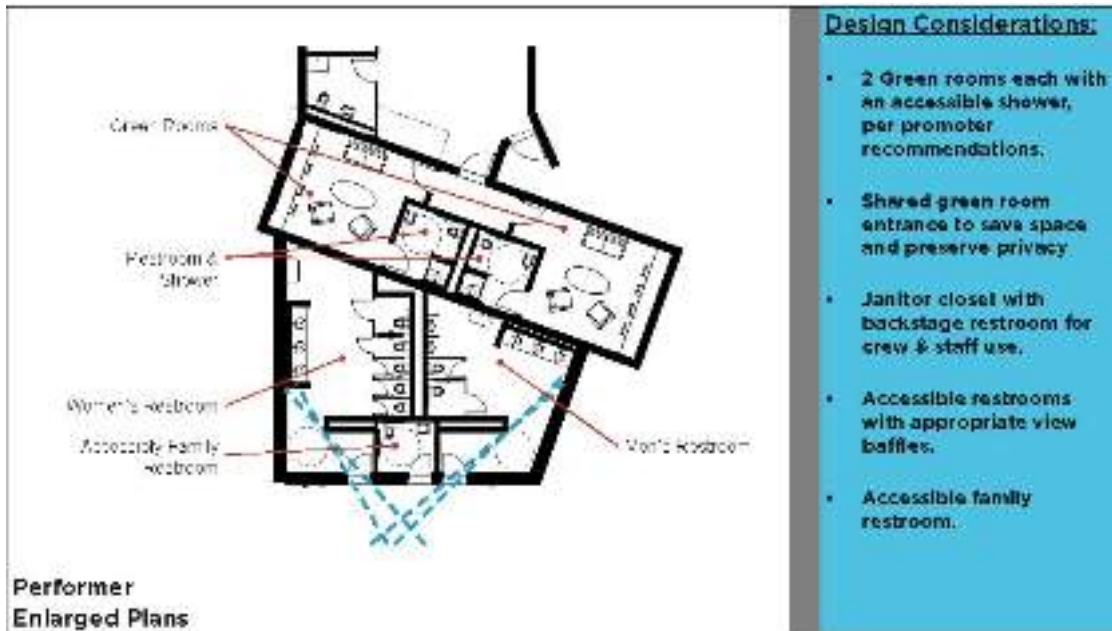 Design Considerations:
• 2 Green rooms each with
an accessible shower,
per promoter
recommendations.
• Shared green room
entrance to save space
and preserve privacy
• Janitor closet with
backstage restroom for
crew & staff use.
• Accessible restrooms
with appropriate view
baffles.
• Accessible family
restroom.
Green Rooms
Restroom &
Shower
Women's Restroom
Accessible Family
Restroom
Men's Restroom
Performer
Enlarged Plans